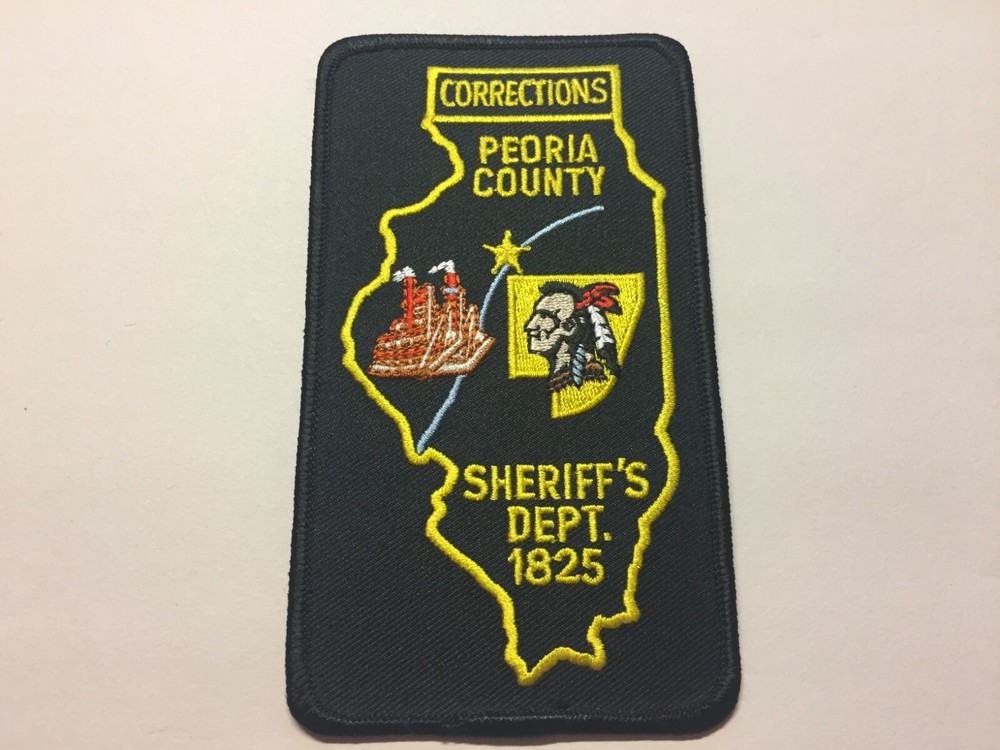 CORRECTIONS
PEORIA
COUNTY
SHERIFF'S
DEPT.
1825